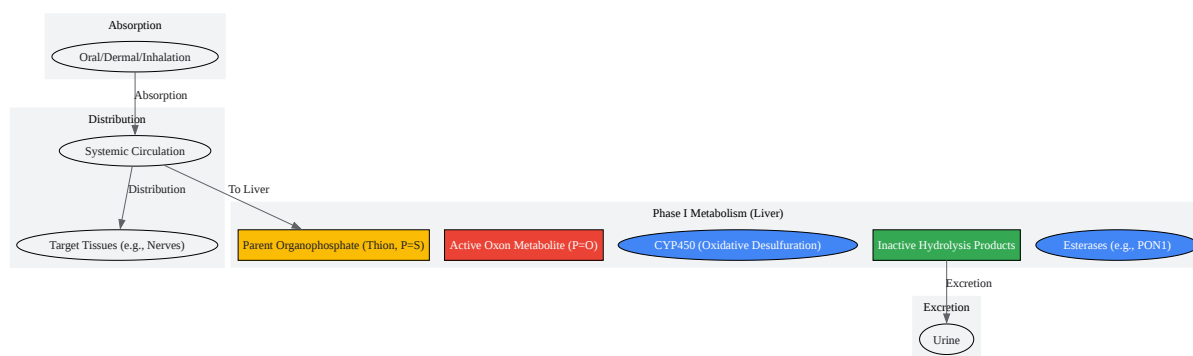 Absorption
Oral/Dermal/Inhalation
Absorption
Distribution
Systemic Circulation
Distribution
To Liver
Phase I Metabolism (Liver)
Target Tissues (e.g., Nerves)
Parent Organophosphate (Thion, P=S)
Active Oxon Metabolite (P=O)
CYP450 (Oxidative Desulfuration)
Inactive Hydrolysis Products
Esterases (e.g., PON1)
Excretion
Excretion
Urine